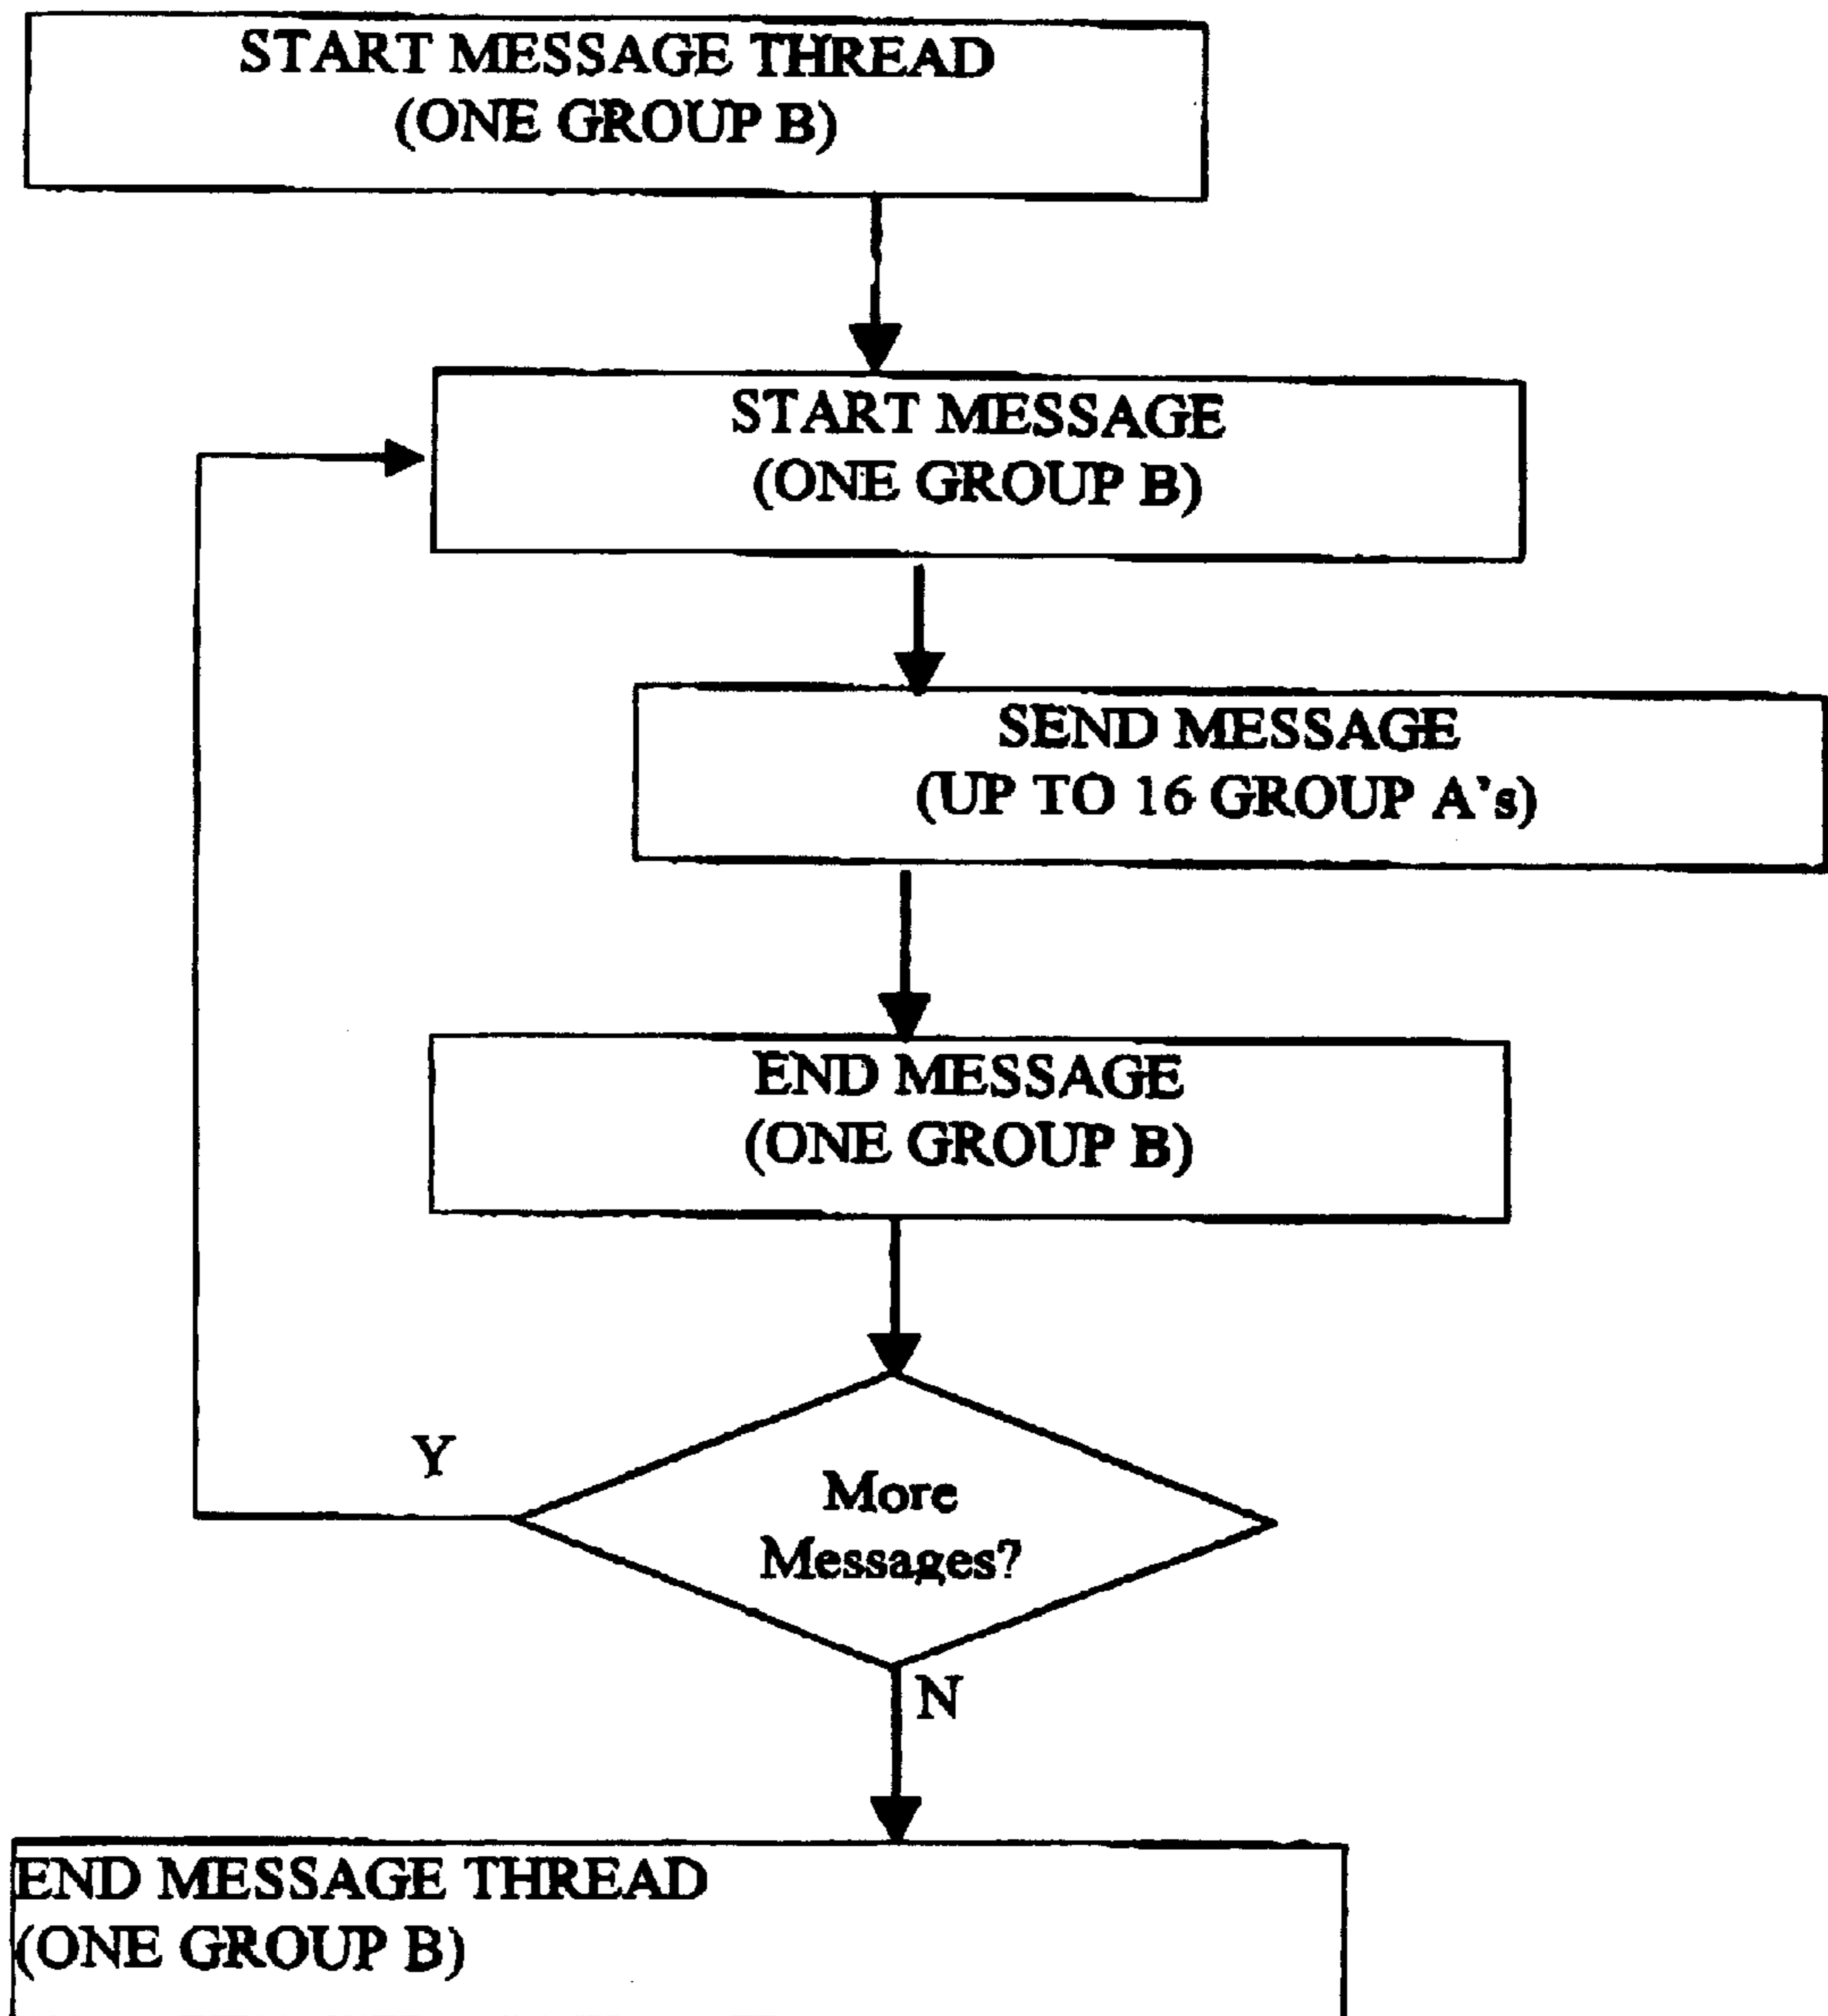 START MESSAGE THREAD
(ONE GROUP B)
START MESSAGE
(ONE GROUP B)
SEND MESSAGE
(UP TO 16 GROUP A's)
END MESSAGE
(ONE GROUP B)
Y
More
Messages?
N
END MESSAGE THREAD
(ONE GROUP B)